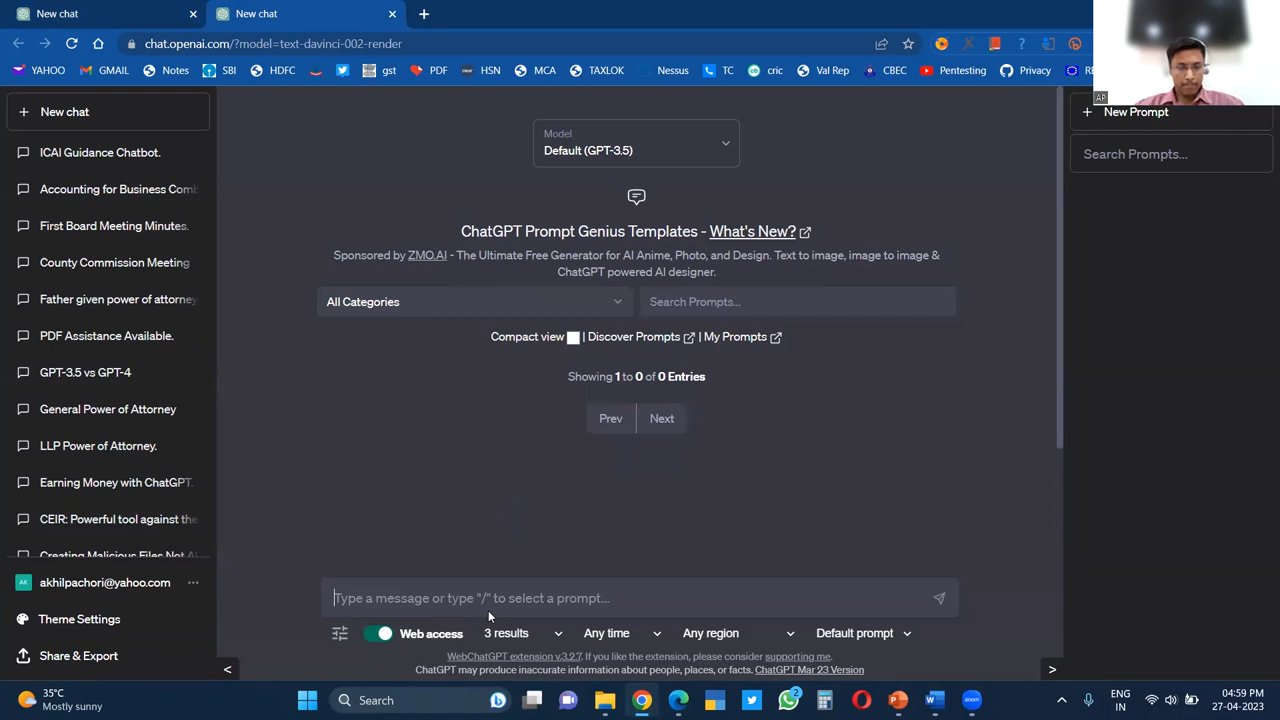 New chat
New chat
chat.openai.com/?model=text-davinci-002-render
YAHOO GMAIL Notes SBI HDFC gst PDF HSN MCA TAXLOK Nessus TC cric Val Rep CBEC Pentesting Privacy
New chat
ICAI Guidance Chatbot.
Accounting for Business Comb
First Board Meeting Minutes.
County Commission Meeting
Father given power of attorney
PDF Assistance Available.
GPT-3.5 vs GPT-4
General Power of Attorney
LLP Power of Attorney.
Earning Money with ChatGPT.
CEIR: Powerful tool against the
Creating Malicious Files Not A
akhilpachori@yahoo.com
Theme Settings
Share & Export
Model
Default (GPT-3.5)
ChatGPT Prompt Genius Templates - What's New?
Sponsored by ZMO.AI - The Ultimate Free Generator for AI Anime, Photo, and Design. Text to image, image to image &
ChatGPT powered AI designer.
All Categories
Search Prompts...
Compact view | Discover Prompts | My Prompts
Showing 1 to 0 of 0 Entries
Prev Next
Type a message or type "/" to select a prompt...
Web access 3 results Any time Any region Default prompt
WebChatGPT extension v.3.2.7. If you like the extension, please consider supporting me.
ChatGPT may produce inaccurate information about people, places, or facts. ChatGPT Mar 23 Version
< >
AP
New Prompt
Search Prompts...
35°C
Mostly sunny
Search
2
ENG
IN
04:59 PM
27-04-2023